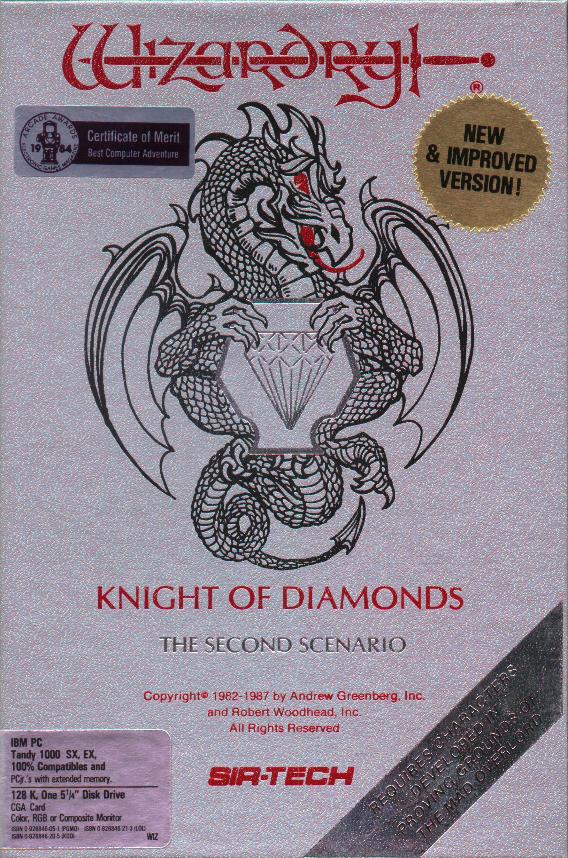 Wizardry
®
ARCADE AWARDS
1984
Certificate of Merit
Best Computer Adventure
NEW
& IMPROVED
VERSION!
KNIGHT OF DIAMONDS
THE SECOND SCENARIO
Copyright© 1982-1987 by Andrew Greenberg, Inc.
and Robert Woodhead, Inc.
All Rights Reserved
SIR-TECH
IBM PC
Tandy 1000 SX, EX,
100% Compatibles and
PCjr.'s with extended memory.
128 K, One 5¼" Disk Drive
CGA Card
Color, RGB or Composite Monitor
WIZ
REQUIRES CHARACTERS
DEVELOPED IN
PROVING GROUNDS OF
THE MAD OVERLORD